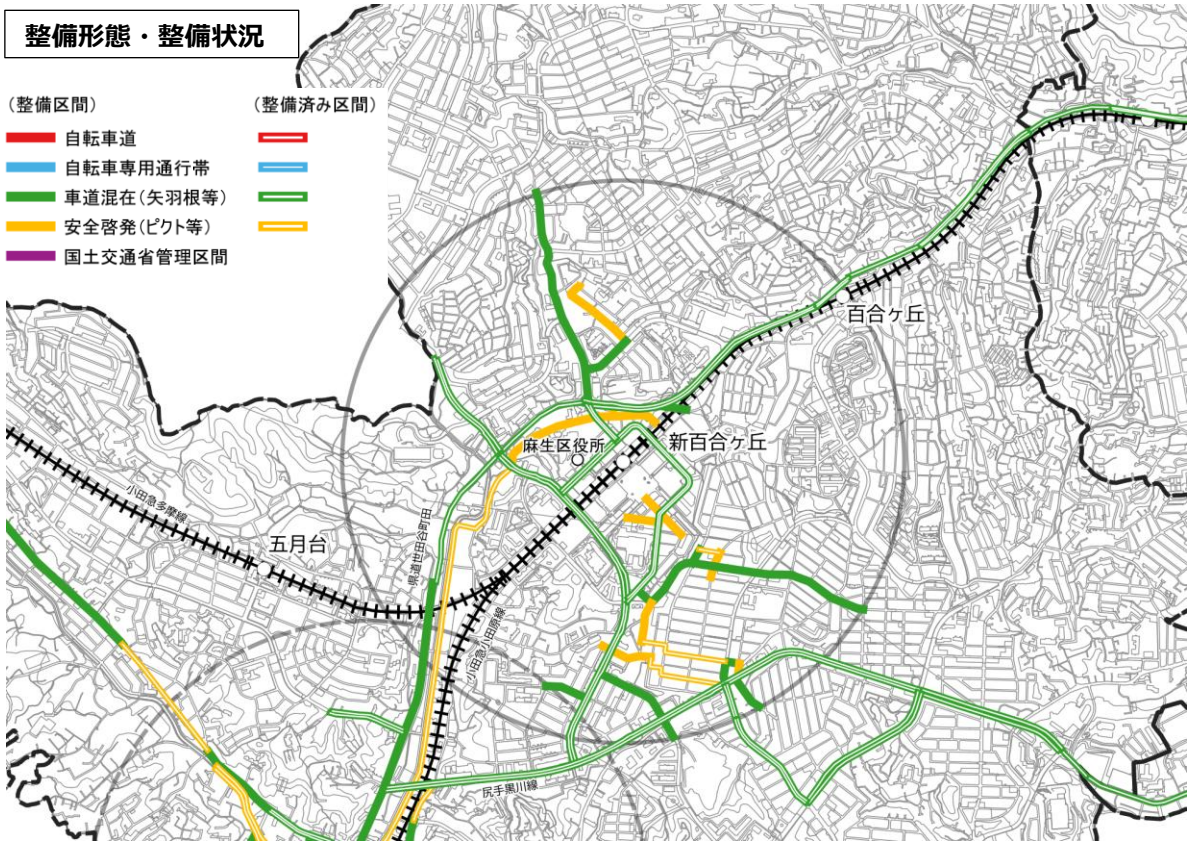 整備形態・整備状況
(整備区間)
(整備済み区間)
自転車道
自転車専用通行帯
車道混在(矢羽根等)
安全啓発(ピクト等)
国土交通省管理区間
百合ヶ丘
新百合ヶ丘
麻生区役所
小田急多摩線
五月台
県道世田谷町田
小田急小田原線
尻手黒川線